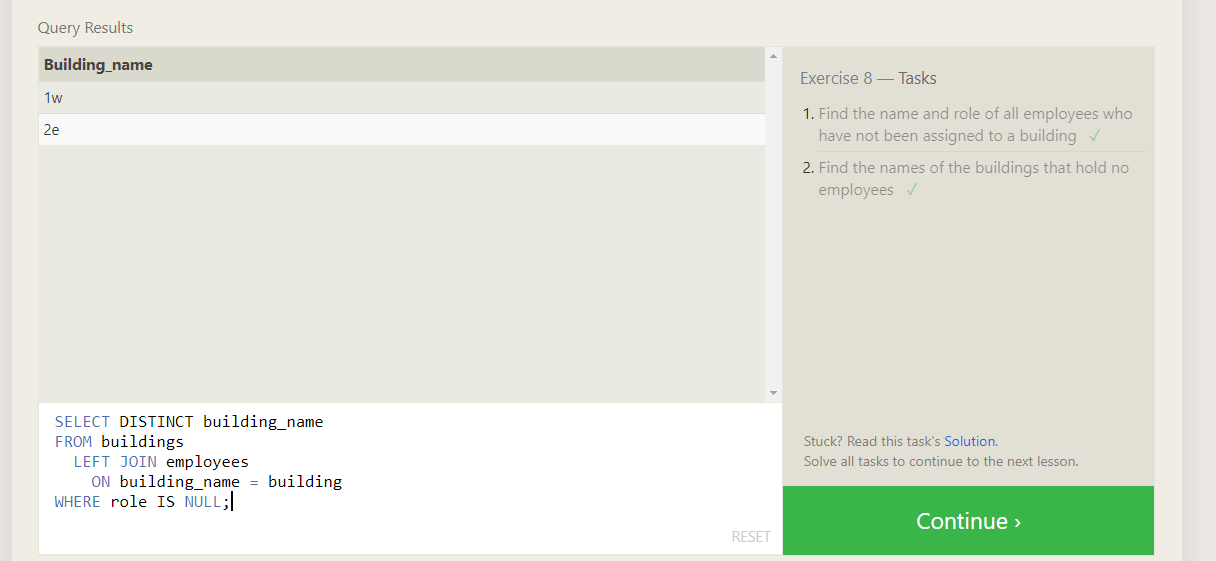 Query Results
Building_name
1w
2e
Exercise 8 — Tasks
1. Find the name and role of all employees who
have not been assigned to a building ✓
2. Find the names of the buildings that hold no
employees ✓
SELECT DISTINCT building_name
FROM buildings
LEFT JOIN employees
ON building_name = building
WHERE role IS NULL;
RESET
Stuck? Read this task's Solution.
Solve all tasks to continue to the next lesson.
Continue ›